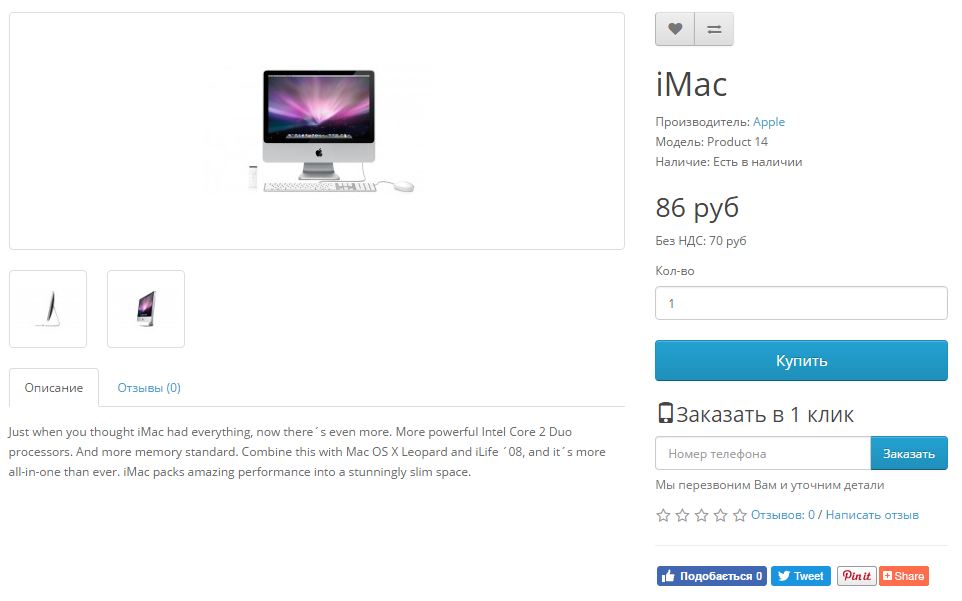 iMac
Производитель: Apple
Модель: Product 14
Наличие: Есть в наличии
86 руб
Без НДС: 70 руб
Кол-во
1
Купить
Заказать в 1 клик
Номер телефона
Заказать
Мы перезвоним Вам и уточним детали
Отзывов: 0 / Написать отзыв
Подобається 0
Tweet
Pin it
Share
Описание
Отзывы (0)
Just when you thought iMac had everything, now there´s even more. More powerful Intel Core 2 Duo
processors. And more memory standard. Combine this with Mac OS X Leopard and iLife ´08, and it´s more
all-in-one than ever. iMac packs amazing performance into a stunningly slim space.